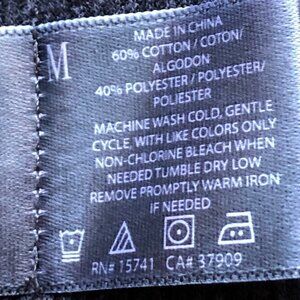 M
MADE IN CHINA
60% COTTON / COTON/
ALGODON
40% POLYESTER / POLYESTER/
POLIESTER
MACHINE WASH COLD, GENTLE
CYCLE, WITH LIKE COLORS ONLY
NON-CHLORINE BLEACH WHEN
NEEDED TUMBLE DRY LOW
REMOVE PROMPTLY WARM IRON
IF NEEDED
RN# 15741 CA# 37909